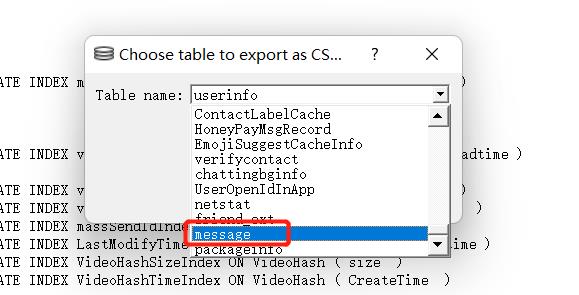 Choose table to export as CS...
?
ATE INDEX m )
Table name: userinfo
ContactLabelCache
HoneyPayMsgRecord
EmojiSuggestCacheInfo
verifycontact
chattingbginfo
ATE INDEX v adtime )
UserOpenIdInApp
ATE INDEX v )
netstat
ATE INDEX v )
friend_ext
ATE INDEX massSendIdInde
message
ATE INDEX LastModifyTime ime )
packageinfo
ATE INDEX VideoHashSizeIndex ON VideoHash ( size )
ATE INDEX VideoHashTimeIndex ON VideoHash ( CreateTime )